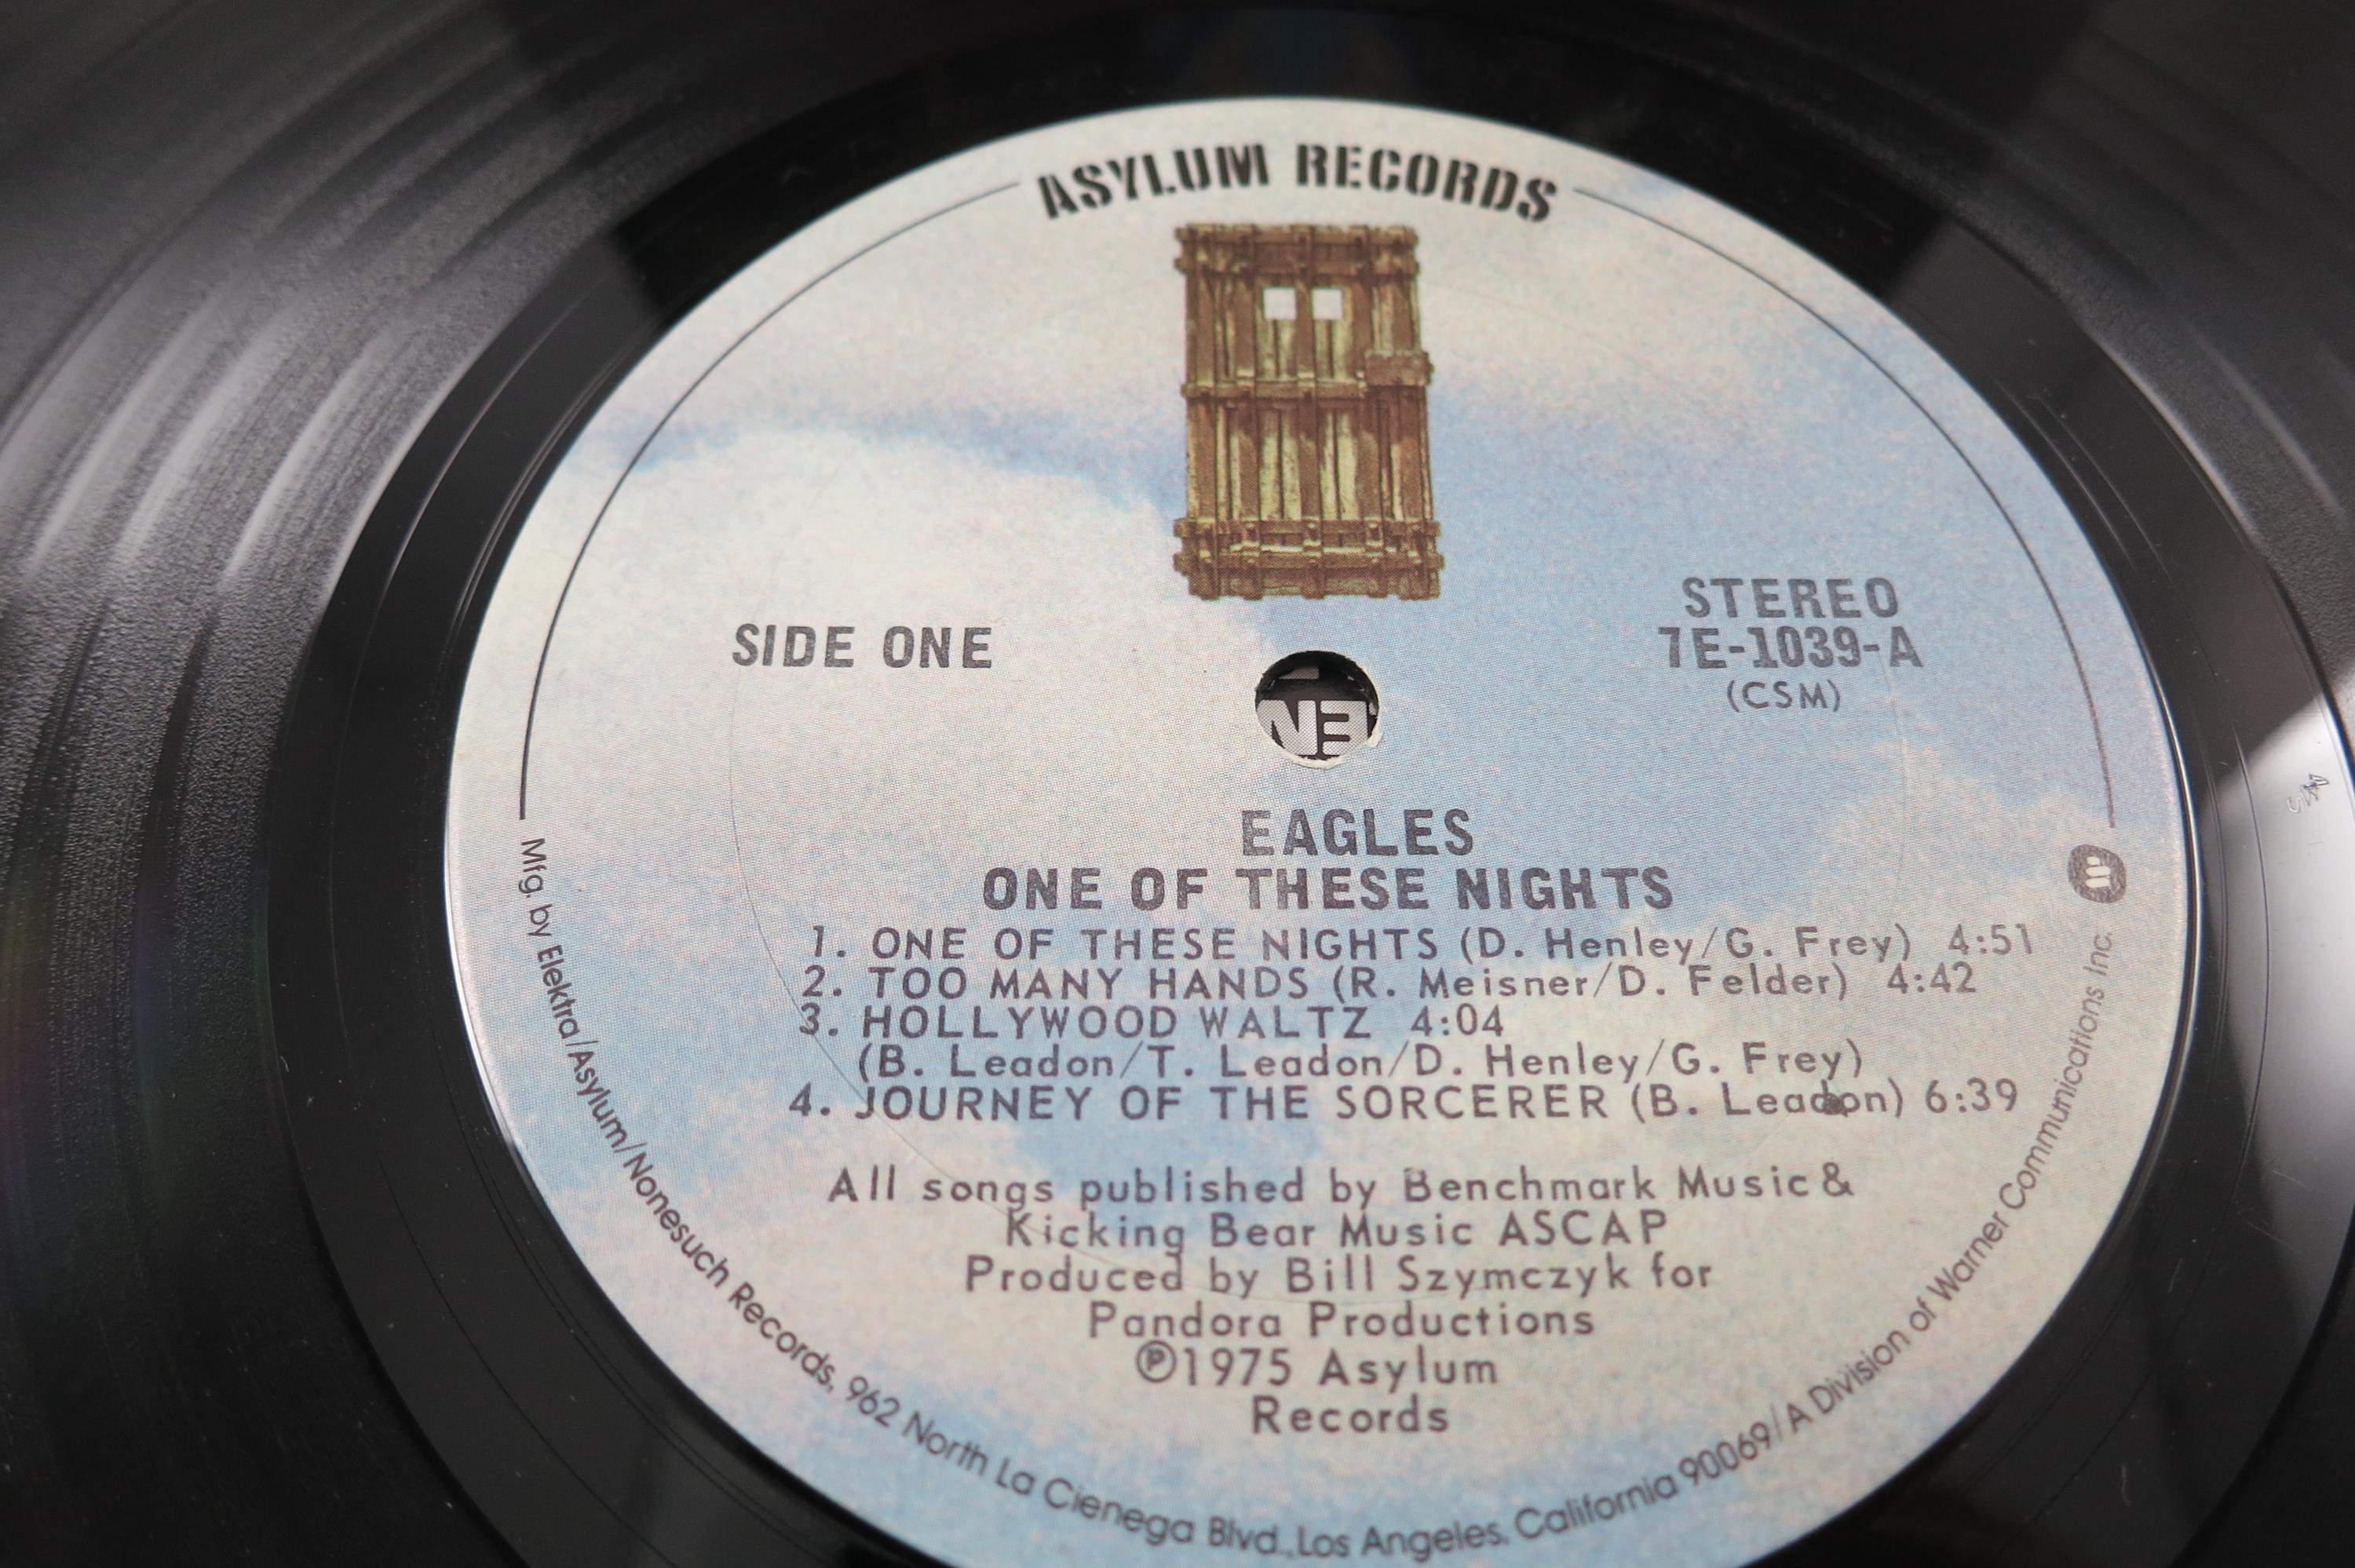 ASYLUM RECORDS
SIDE ONE
STEREO
7E-1039-A
(CSM)
EAGLES
ONE OF THESE NIGHTS
1. ONE OF THESE NIGHTS (D. Henley/G. Frey) 4:51
2. TOO MANY HANDS (R. Meisner/D. Felder) 4:42
3. HOLLYWOOD WALTZ 4:04
(B. Leadon/T. Leadon/D. Henley/G. Frey)
4. JOURNEY OF THE SORCERER (B. Leadon) 6:39
All songs published by Benchmark Music &
Kicking Bear Music ASCAP
Produced by Bill Szymczyk for
Pandora Productions
℗1975 Asylum
Records
Mfg. by Elektra/Asylum/Nonesuch Records, 962 North La Cienega Blvd., Los Angeles, California 90069/A Division of Warner Communications Inc.